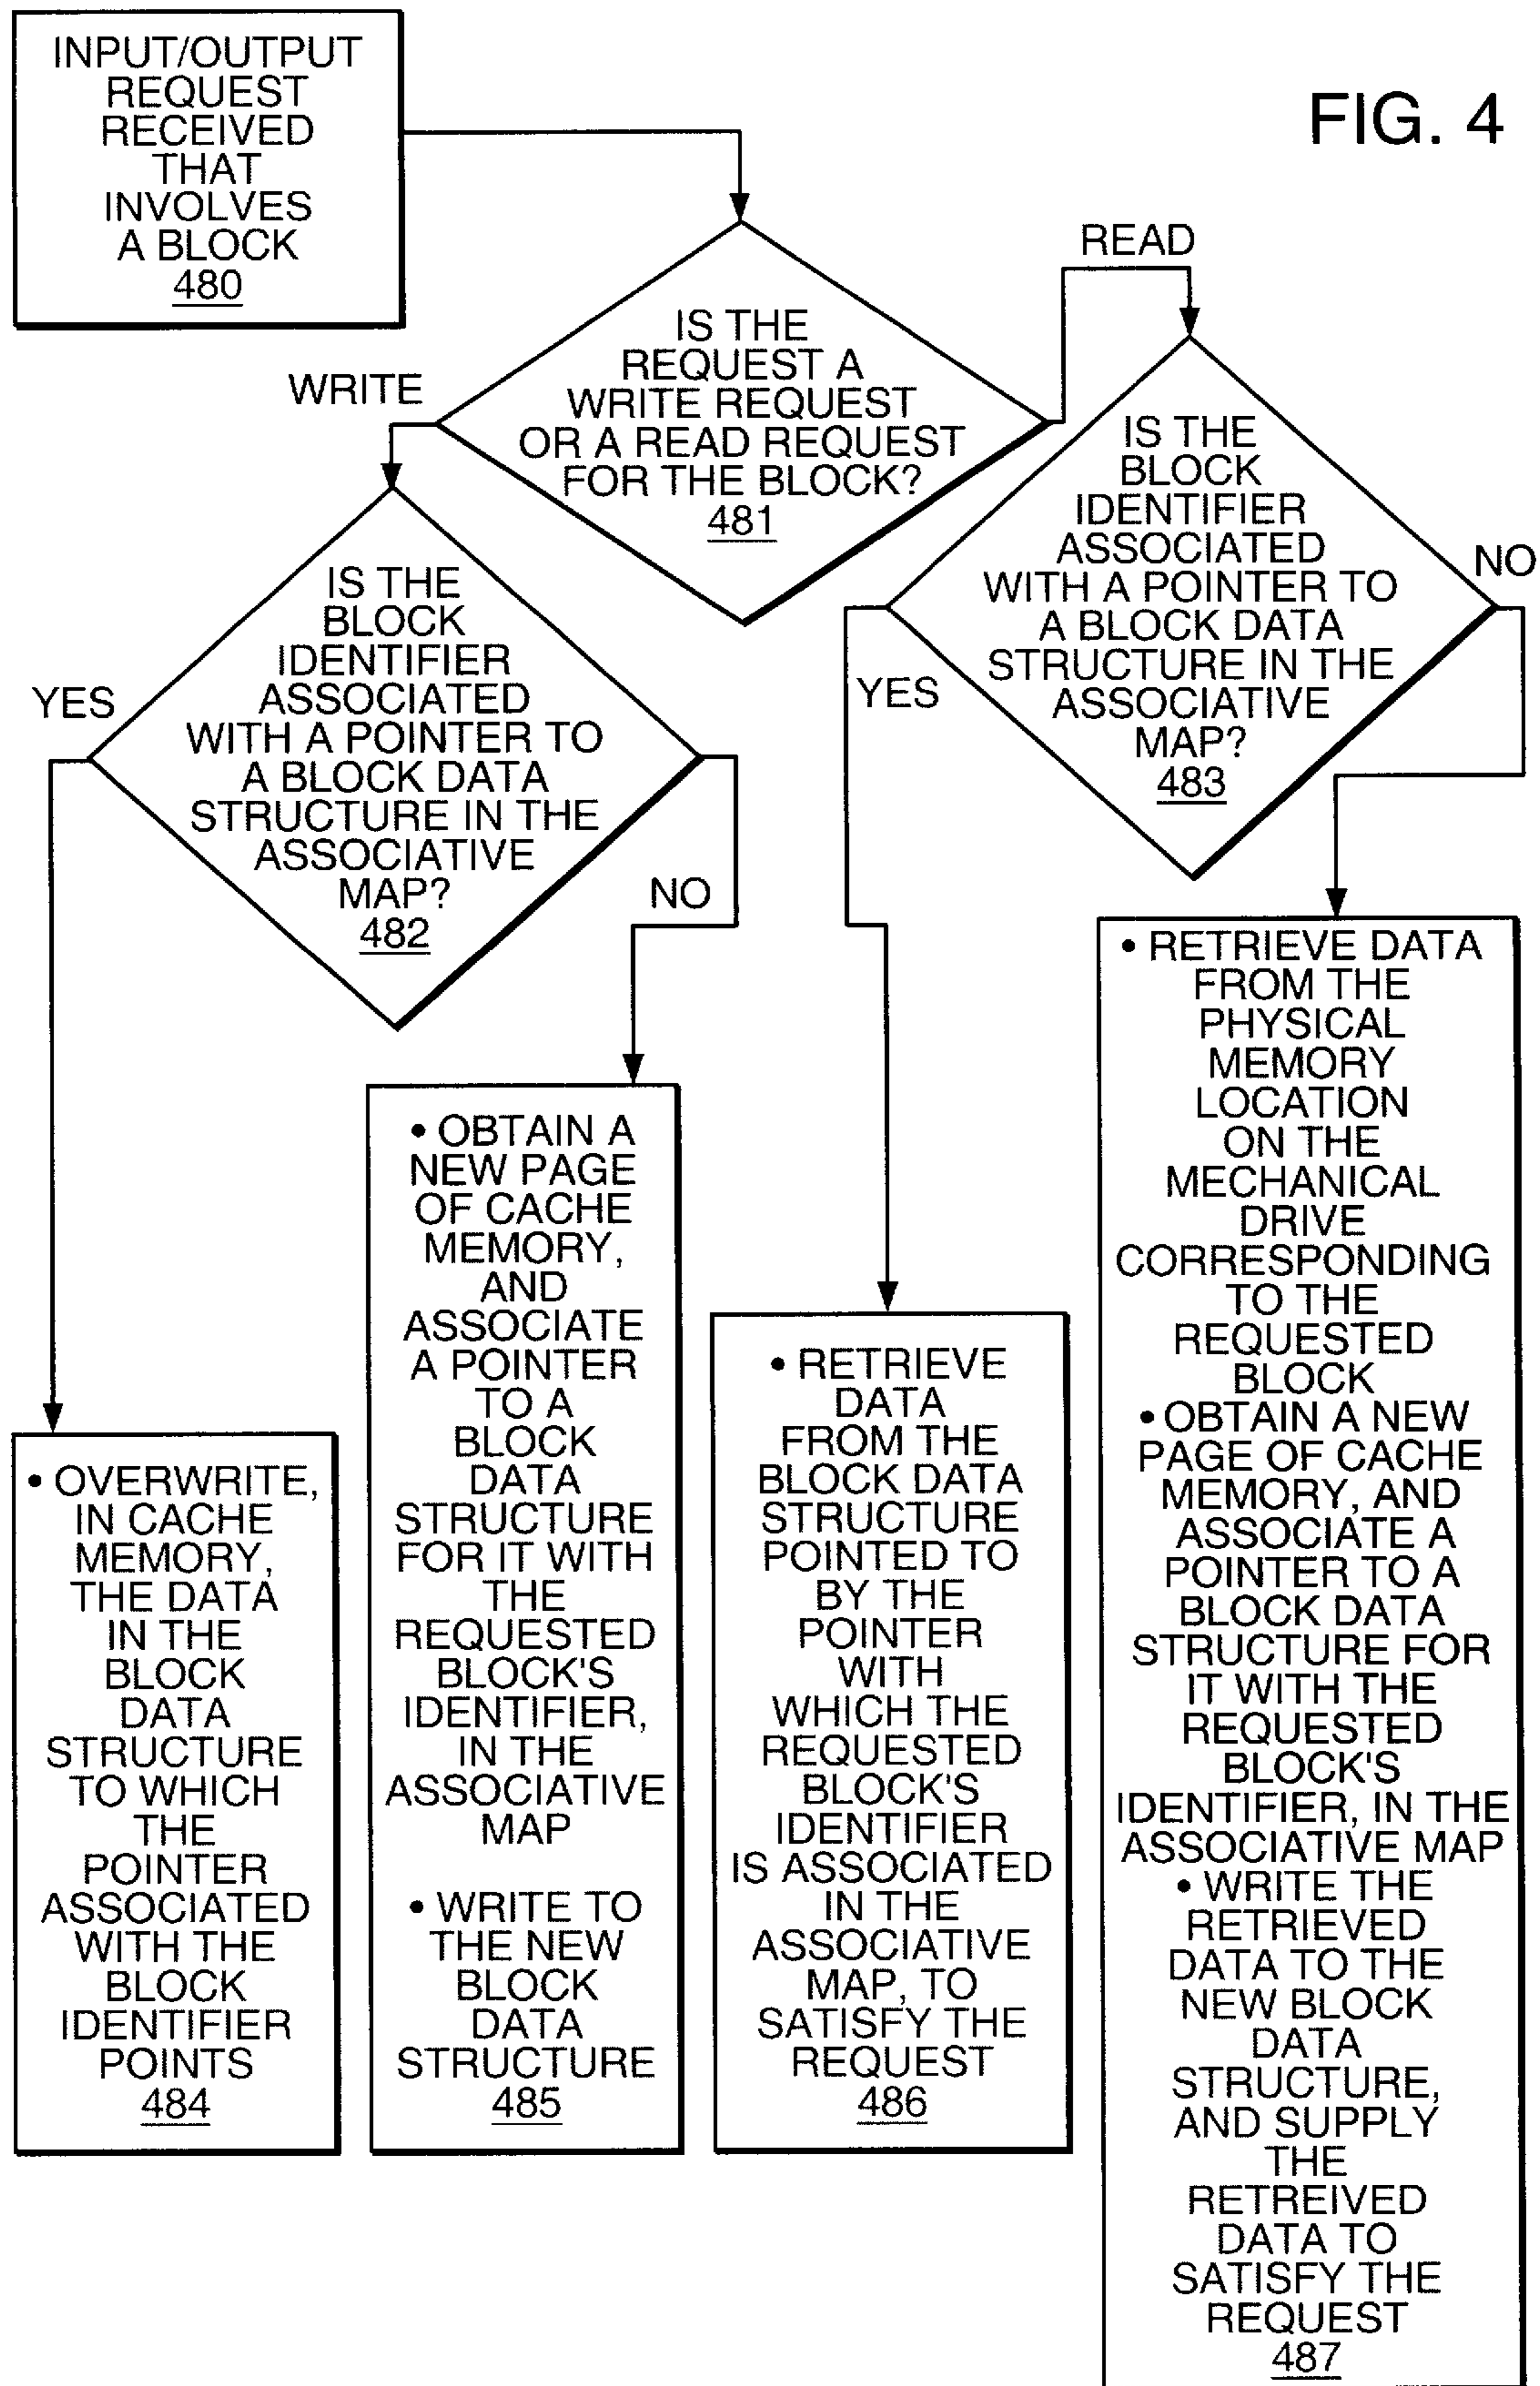 INPUT/OUTPUT
REQUEST
RECEIVED
THAT
INVOLVES
A BLOCK
480
FIG. 4
IS THE
REQUEST A
WRITE REQUEST
OR A READ REQUEST
FOR THE BLOCK?
481
WRITE
READ
IS THE
BLOCK
IDENTIFIER
ASSOCIATED
WITH A POINTER TO
A BLOCK DATA
STRUCTURE IN THE
ASSOCIATIVE
MAP?
482
YES
NO
IS THE
BLOCK
IDENTIFIER
ASSOCIATED
WITH A POINTER TO
A BLOCK DATA
STRUCTURE IN THE
ASSOCIATIVE
MAP?
483
YES
NO
• OVERWRITE,
IN CACHE
MEMORY,
THE DATA
IN THE
BLOCK
DATA
STRUCTURE
TO WHICH
THE
POINTER
ASSOCIATED
WITH THE
BLOCK
IDENTIFIER
POINTS
484
• OBTAIN A
NEW PAGE
OF CACHE
MEMORY,
AND
ASSOCIATE
A POINTER
TO A
BLOCK
DATA
STRUCTURE
FOR IT WITH
THE
REQUESTED
BLOCK'S
IDENTIFIER,
IN THE
ASSOCIATIVE
MAP
• WRITE TO
THE NEW
BLOCK
DATA
STRUCTURE
485
• RETRIEVE
DATA
FROM THE
BLOCK DATA
STRUCTURE
POINTED TO
BY THE
POINTER
WITH
WHICH THE
REQUESTED
BLOCK'S
IDENTIFIER
IS ASSOCIATED
IN THE
ASSOCIATIVE
MAP, TO
SATISFY THE
REQUEST
486
• RETRIEVE DATA
FROM THE
PHYSICAL
MEMORY
LOCATION
ON THE
MECHANICAL
DRIVE
CORRESPONDING
TO THE
REQUESTED
BLOCK
• OBTAIN A NEW
PAGE OF CACHE
MEMORY, AND
ASSOCIATE A
POINTER TO A
BLOCK DATA
STRUCTURE FOR
IT WITH THE
REQUESTED
BLOCK'S
IDENTIFIER, IN THE
ASSOCIATIVE MAP
• WRITE THE
RETRIEVED
DATA TO THE
NEW BLOCK
DATA
STRUCTURE,
AND SUPPLY
THE
RETREIVED
DATA TO
SATISFY THE
REQUEST
487